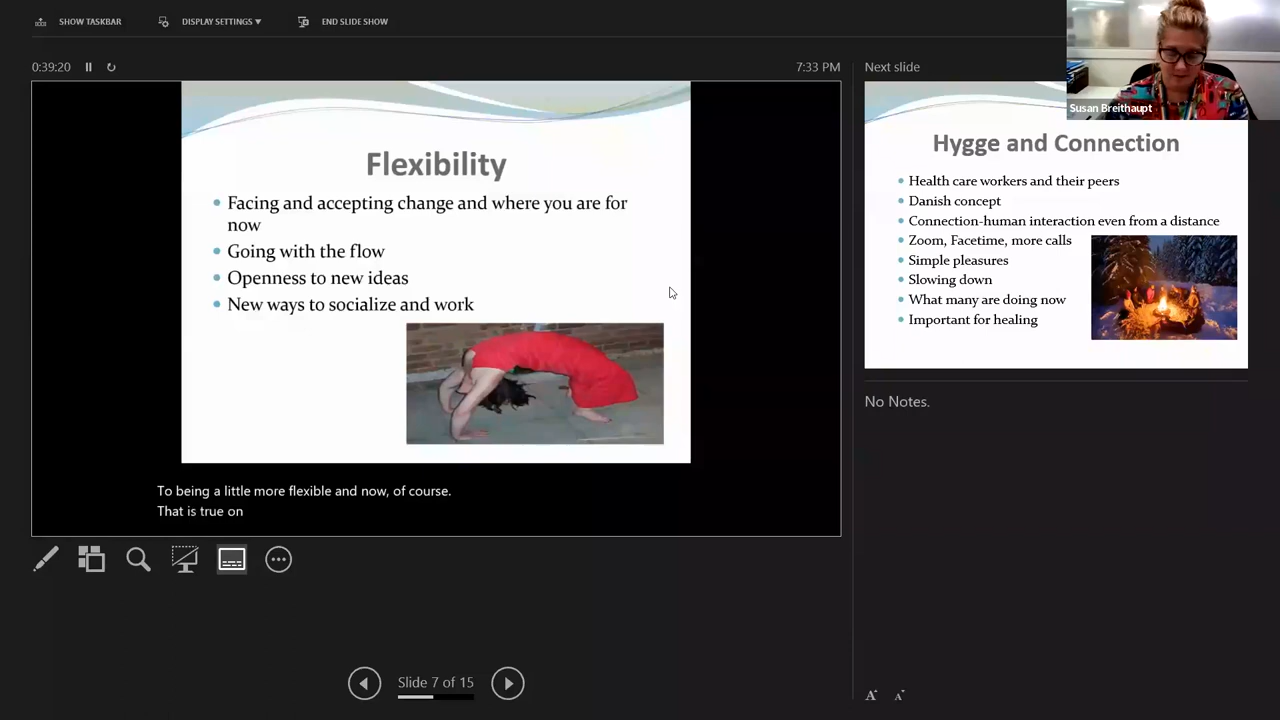 SHOW TASKBAR
DISPLAY SETTINGS ▼
END SLIDE SHOW
0:39:20
7:33 PM
Flexibility
• Facing and accepting change and where you are for
now
• Going with the flow
• Openness to new ideas
• New ways to socialize and work
To being a little more flexible and now, of course.
That is true on
Slide 7 of 15
Next slide
Susan Breithaupt
Hygge and Connection
• Health care workers and their peers
• Danish concept
• Connection-human interaction even from a distance
• Zoom, Facetime, more calls
• Simple pleasures
• Slowing down
• What many are doing now
• Important for healing
No Notes.
A A